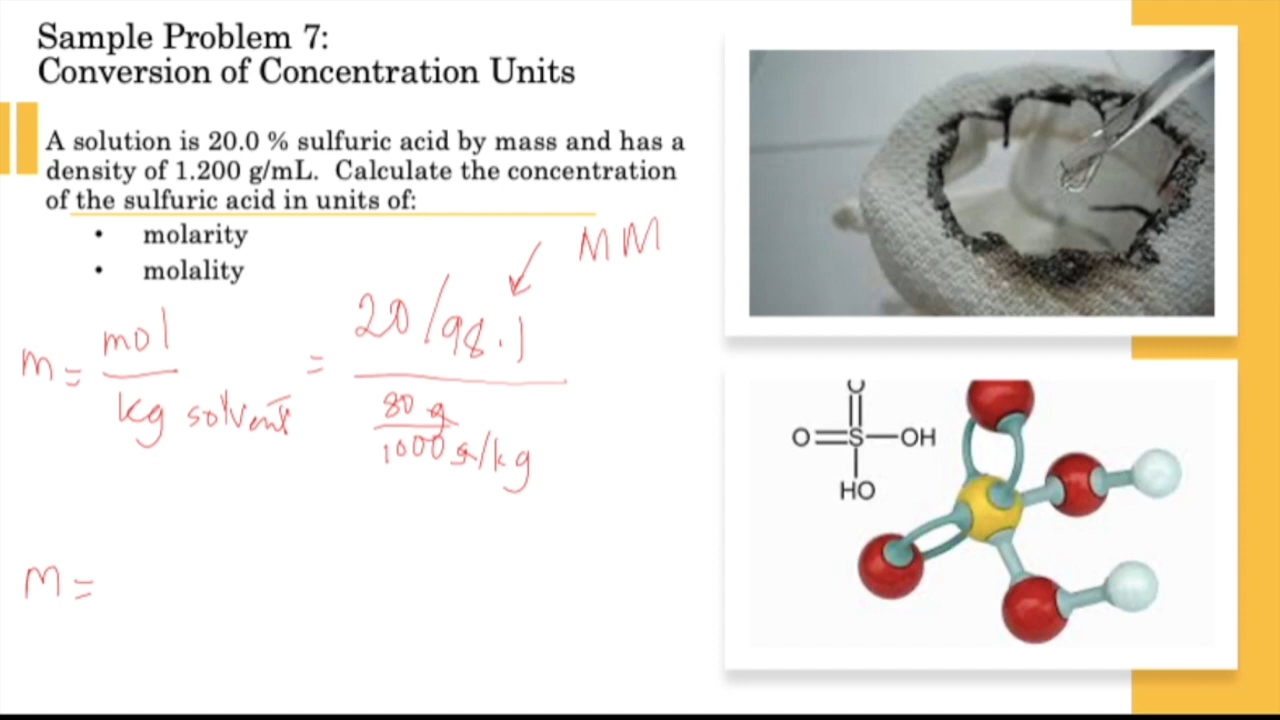 Sample Problem 7:
Conversion of Concentration Units
A solution is 20.0 % sulfuric acid by mass and has a
density of 1.200 g/mL. Calculate the concentration
of the sulfuric acid in units of:
• molarity
• molality
MM
m = mol / kg solvent = 20/98.1 / 80 g / 1000 g/kg
M =
O
O=S-OH
HO